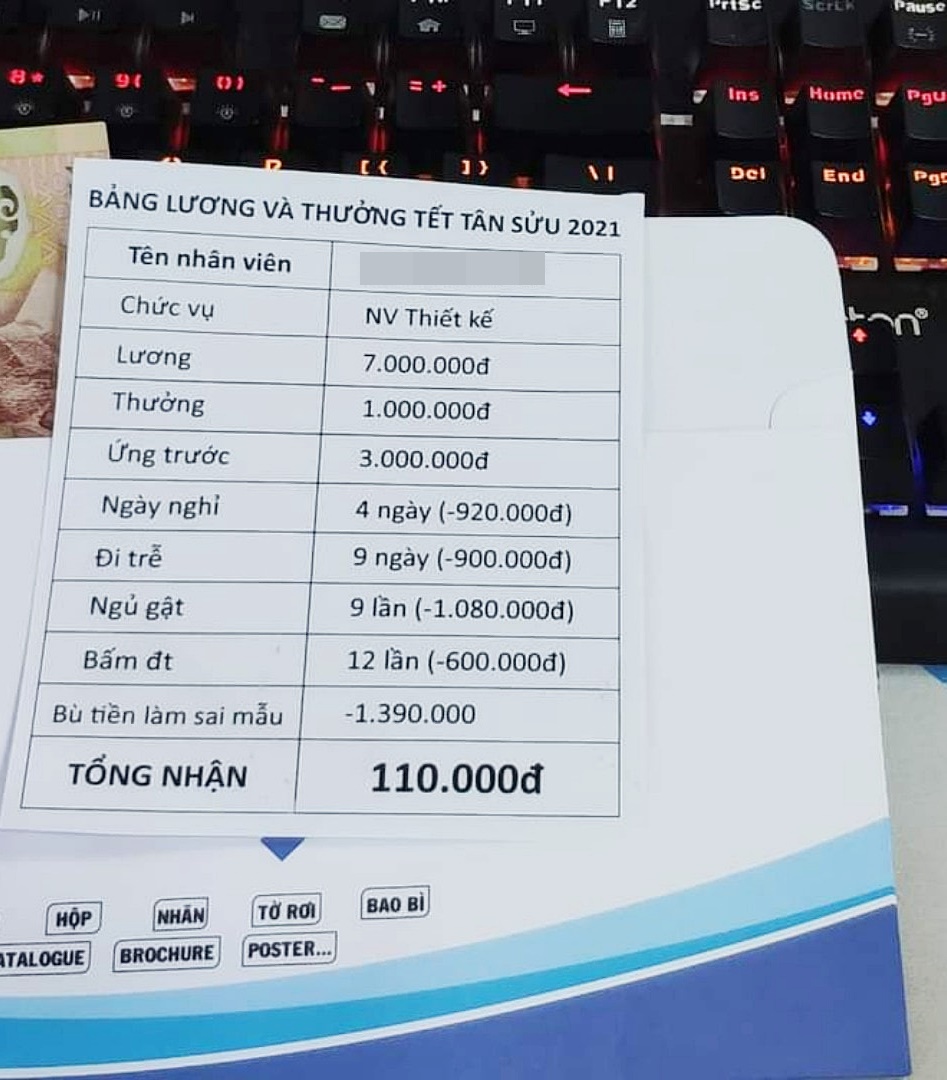 PrtSc ScrLk Pause
8* 9( 0) -_ =+ ← Ins Home PgU
[{ ]} \| Del End
BẢNG LƯƠNG VÀ THƯỞNG TẾT TÂN SỬU 2021
Tên nhân viên
Chức vụ NV Thiết kế
Lương 7.000.000đ
Thưởng 1.000.000đ
Ứng trước 3.000.000đ
Ngày nghỉ 4 ngày (-920.000đ)
Đi trễ 9 ngày (-900.000đ)
Ngủ gật 9 lần (-1.080.000đ)
Bấm đt 12 lần (-600.000đ)
Bù tiền làm sai mẫu -1.390.000
TỔNG NHẬN 110.000đ
HỘP NHÃN TỜ RƠI BAO BÌ
ATALOGUE BROCHURE POSTER...